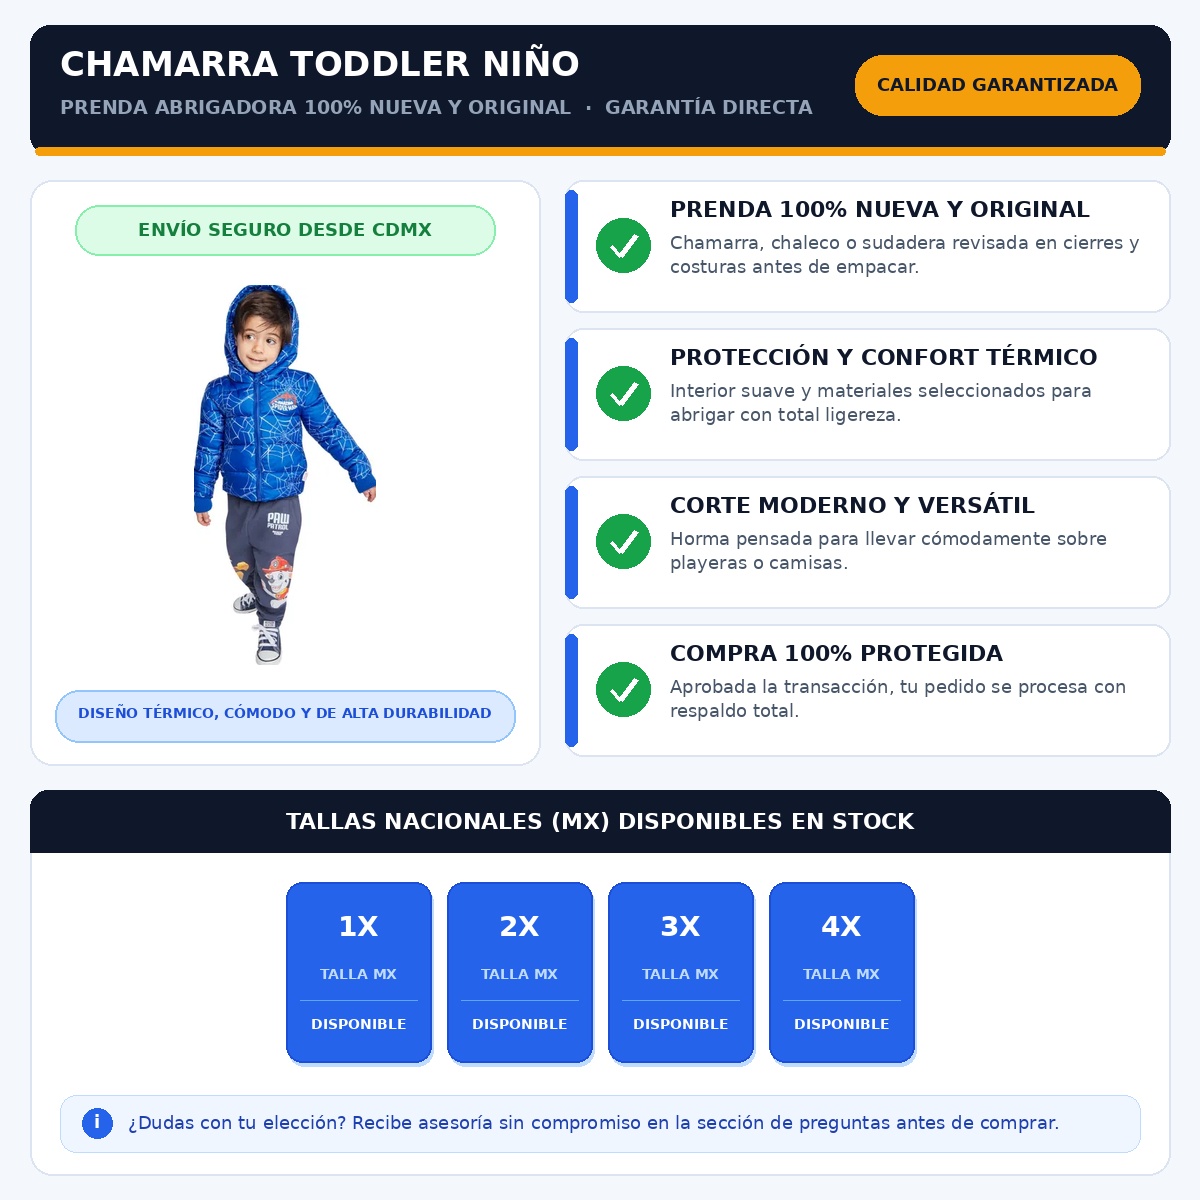 CHAMARRA TODDLER NIÑO
PRENDA ABRIGADORA 100% NUEVA Y ORIGINAL · GARANTÍA DIRECTA
CALIDAD GARANTIZADA
ENVÍO SEGURO DESDE CDMX
SPIDER-MAN
PAW
PATROL
DISEÑO TÉRMICO, CÓMODO Y DE ALTA DURABILIDAD
PRENDA 100% NUEVA Y ORIGINAL
Chamarra, chaleco o sudadera revisada en cierres y
costuras antes de empacar.
PROTECCIÓN Y CONFORT TÉRMICO
Interior suave y materiales seleccionados para
abrigar con total ligereza.
CORTE MODERNO Y VERSÁTIL
Horma pensada para llevar cómodamente sobre
playeras o camisas.
COMPRA 100% PROTEGIDA
Aprobada la transacción, tu pedido se procesa con
respaldo total.
TALLAS NACIONALES (MX) DISPONIBLES EN STOCK
1X
TALLA MX
DISPONIBLE
2X
TALLA MX
DISPONIBLE
3X
TALLA MX
DISPONIBLE
4X
TALLA MX
DISPONIBLE
i
¿Dudas con tu elección? Recibe asesoría sin compromiso en la sección de preguntas antes de comprar.